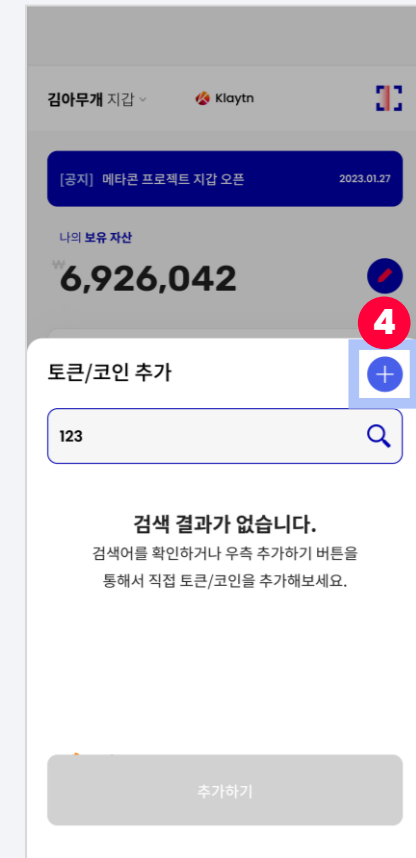 김아무개 지갑 Klaytn
[공지] 메타콘 프로젝트 지갑 오픈 2023.01.27
나의 보유 자산
₩6,926,042
4
토큰/코인 추가
123
검색 결과가 없습니다.
검색어를 확인하거나 우측 추가하기 버튼을
통해서 직접 토큰/코인을 추가해보세요.
추가하기